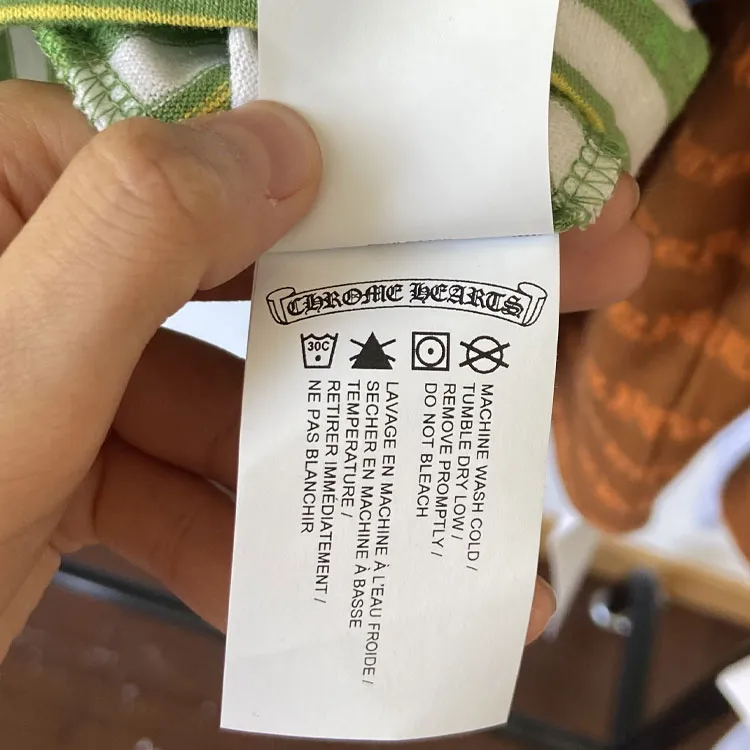 CHROME HEARTS
30C
MACHINE WASH COLD /
TUMBLE DRY LOW /
REMOVE PROMPTLY /
DO NOT BLEACH
LAVAGE EN MACHINE À L'EAU FROIDE /
SECHER EN MACHINE À BASSE
TEMPERATURE /
RETIRER IMMÉDIATEMENT /
NE PAS BLANCHIR